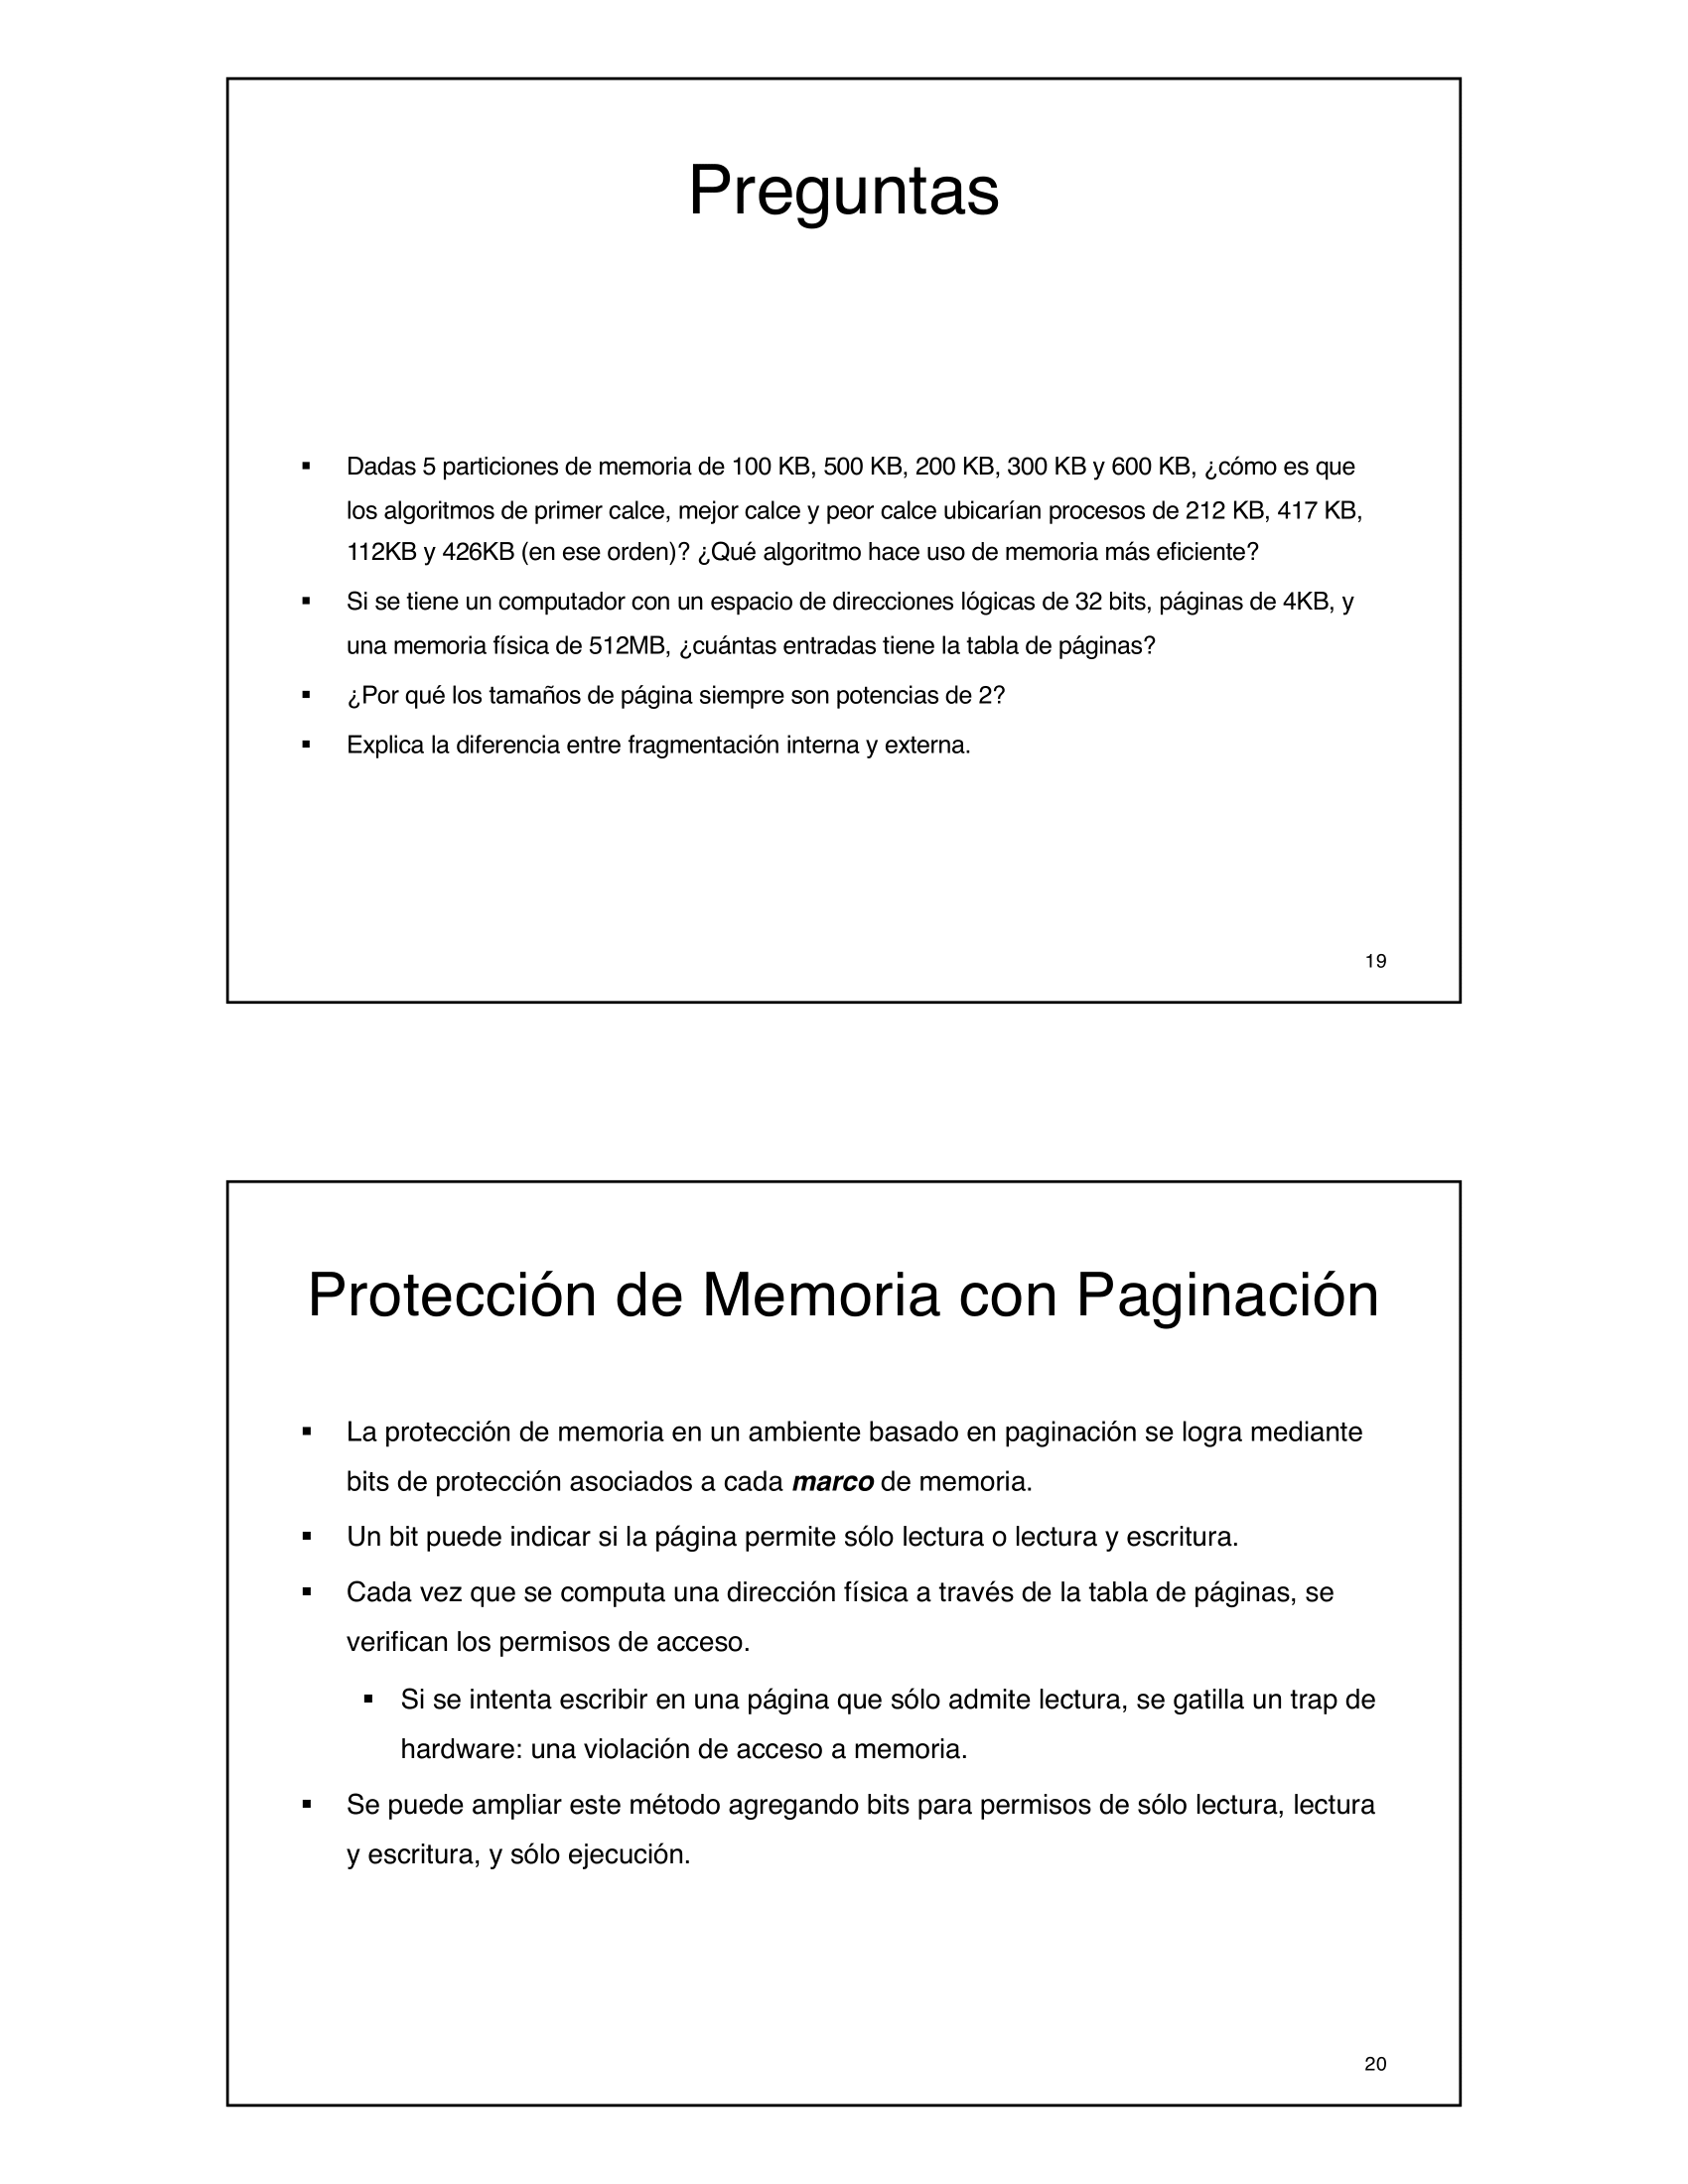 Preguntas
▪ Dadas 5 particiones de memoria de 100 KB, 500 KB, 200 KB, 300 KB y 600 KB, ¿cómo es que
los algoritmos de primer calce, mejor calce y peor calce ubicarían procesos de 212 KB, 417 KB,
112KB y 426KB (en ese orden)? ¿Qué algoritmo hace uso de memoria más eficiente?
▪ Si se tiene un computador con un espacio de direcciones lógicas de 32 bits, páginas de 4KB, y
una memoria física de 512MB, ¿cuántas entradas tiene la tabla de páginas?
▪ ¿Por qué los tamaños de página siempre son potencias de 2?
▪ Explica la diferencia entre fragmentación interna y externa.
19
Protección de Memoria con Paginación
▪ La protección de memoria en un ambiente basado en paginación se logra mediante
bits de protección asociados a cada marco de memoria.
▪ Un bit puede indicar si la página permite sólo lectura o lectura y escritura.
▪ Cada vez que se computa una dirección física a través de la tabla de páginas, se
verifican los permisos de acceso.
▪ Si se intenta escribir en una página que sólo admite lectura, se gatilla un trap de
hardware: una violación de acceso a memoria.
▪ Se puede ampliar este método agregando bits para permisos de sólo lectura, lectura
y escritura, y sólo ejecución.
20